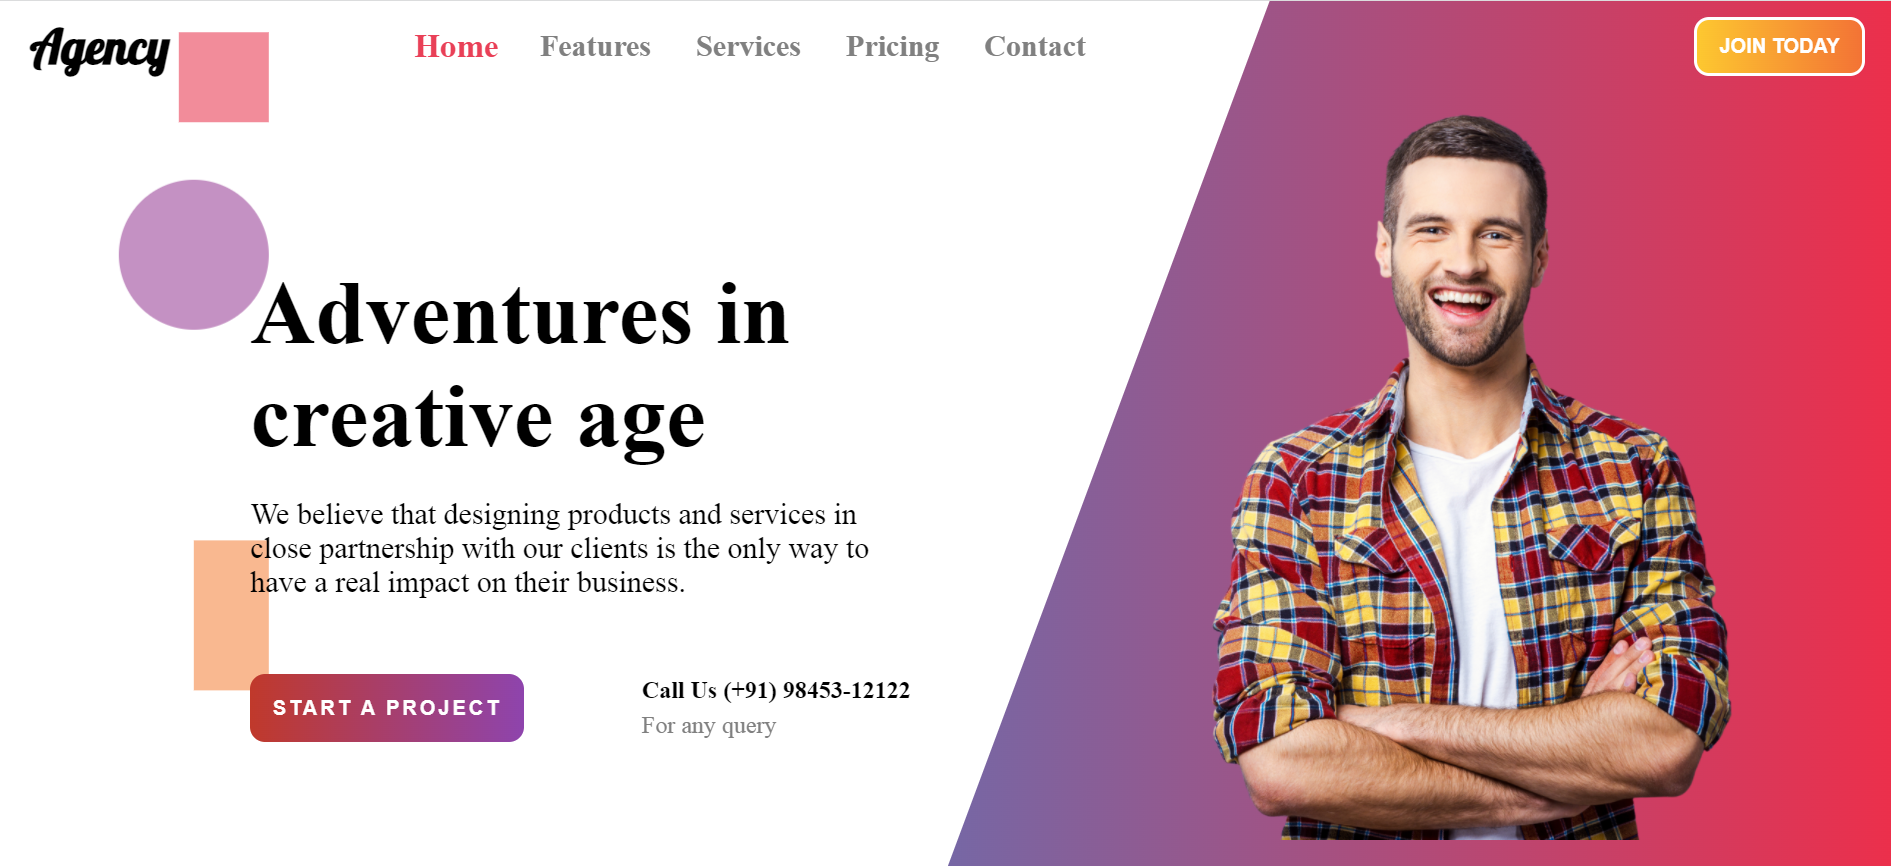 Agency
Home Features Services Pricing Contact
JOIN TODAY
Adventures in
creative age
We believe that designing products and services in
close partnership with our clients is the only way to
have a real impact on their business.
START A PROJECT
Call Us (+91) 98453-12122
For any query